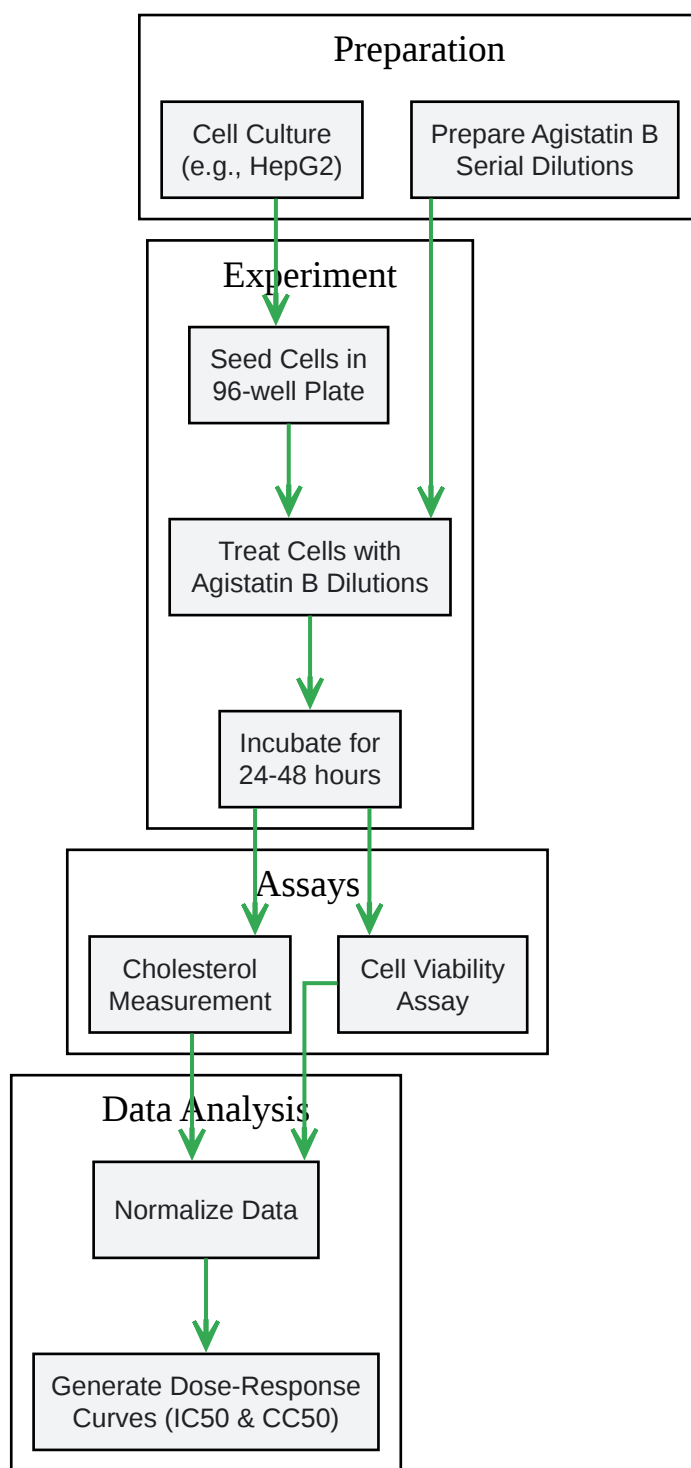 Preparation
Cell Culture
(e.g., HepG2)
Prepare Agistatin B
Serial Dilutions
Experiment
Seed Cells in
96-well Plate
Treat Cells with
Agistatin B Dilutions
Incubate for
24-48 hours
Assays
Cholesterol
Measurement
Cell Viability
Assay
Data Analysis
Normalize Data
Generate Dose-Response
Curves (IC50 & CC50)